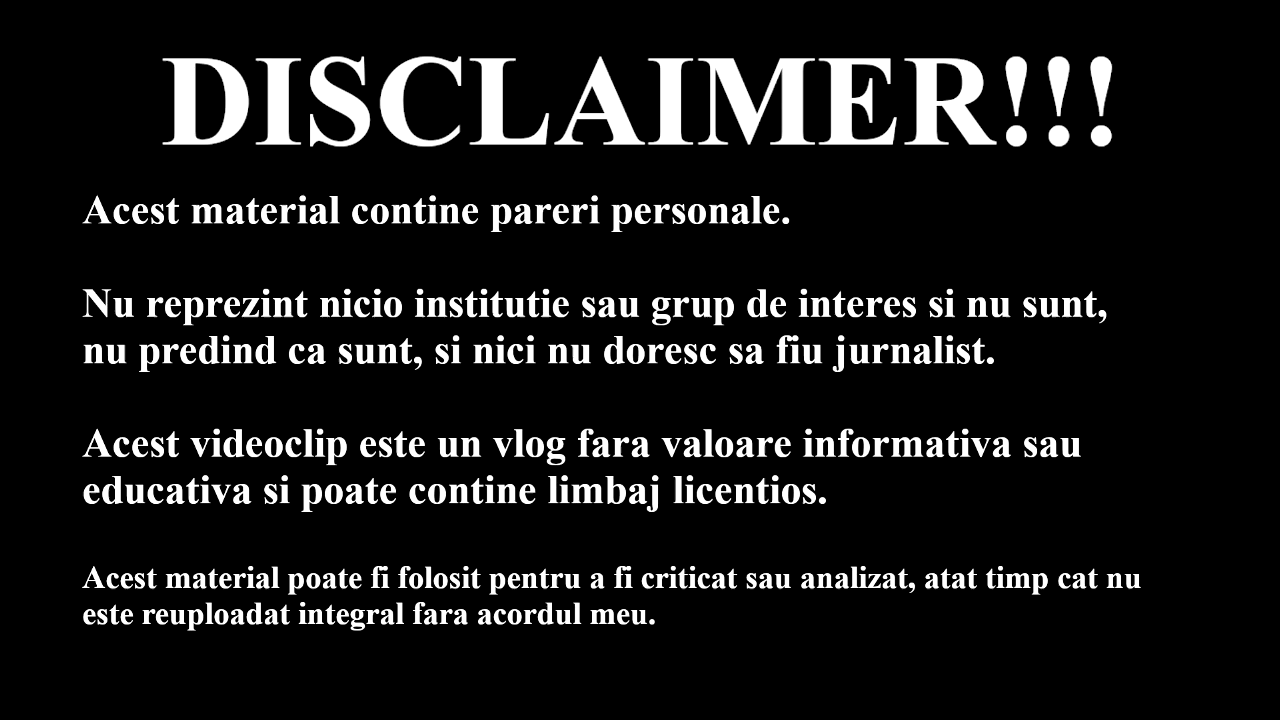 DISCLAIMER!!!
Acest material contine pareri personale.
Nu reprezint nicio institutie sau grup de interes si nu sunt,
nu predind ca sunt, si nici nu doresc sa fiu jurnalist.
Acest videoclip este un vlog fara valoare informativa sau
educativa si poate contine limbaj licentios.
Acest material poate fi folosit pentru a fi criticat sau analizat, atat timp cat nu
este reuploadat integral fara acordul meu.